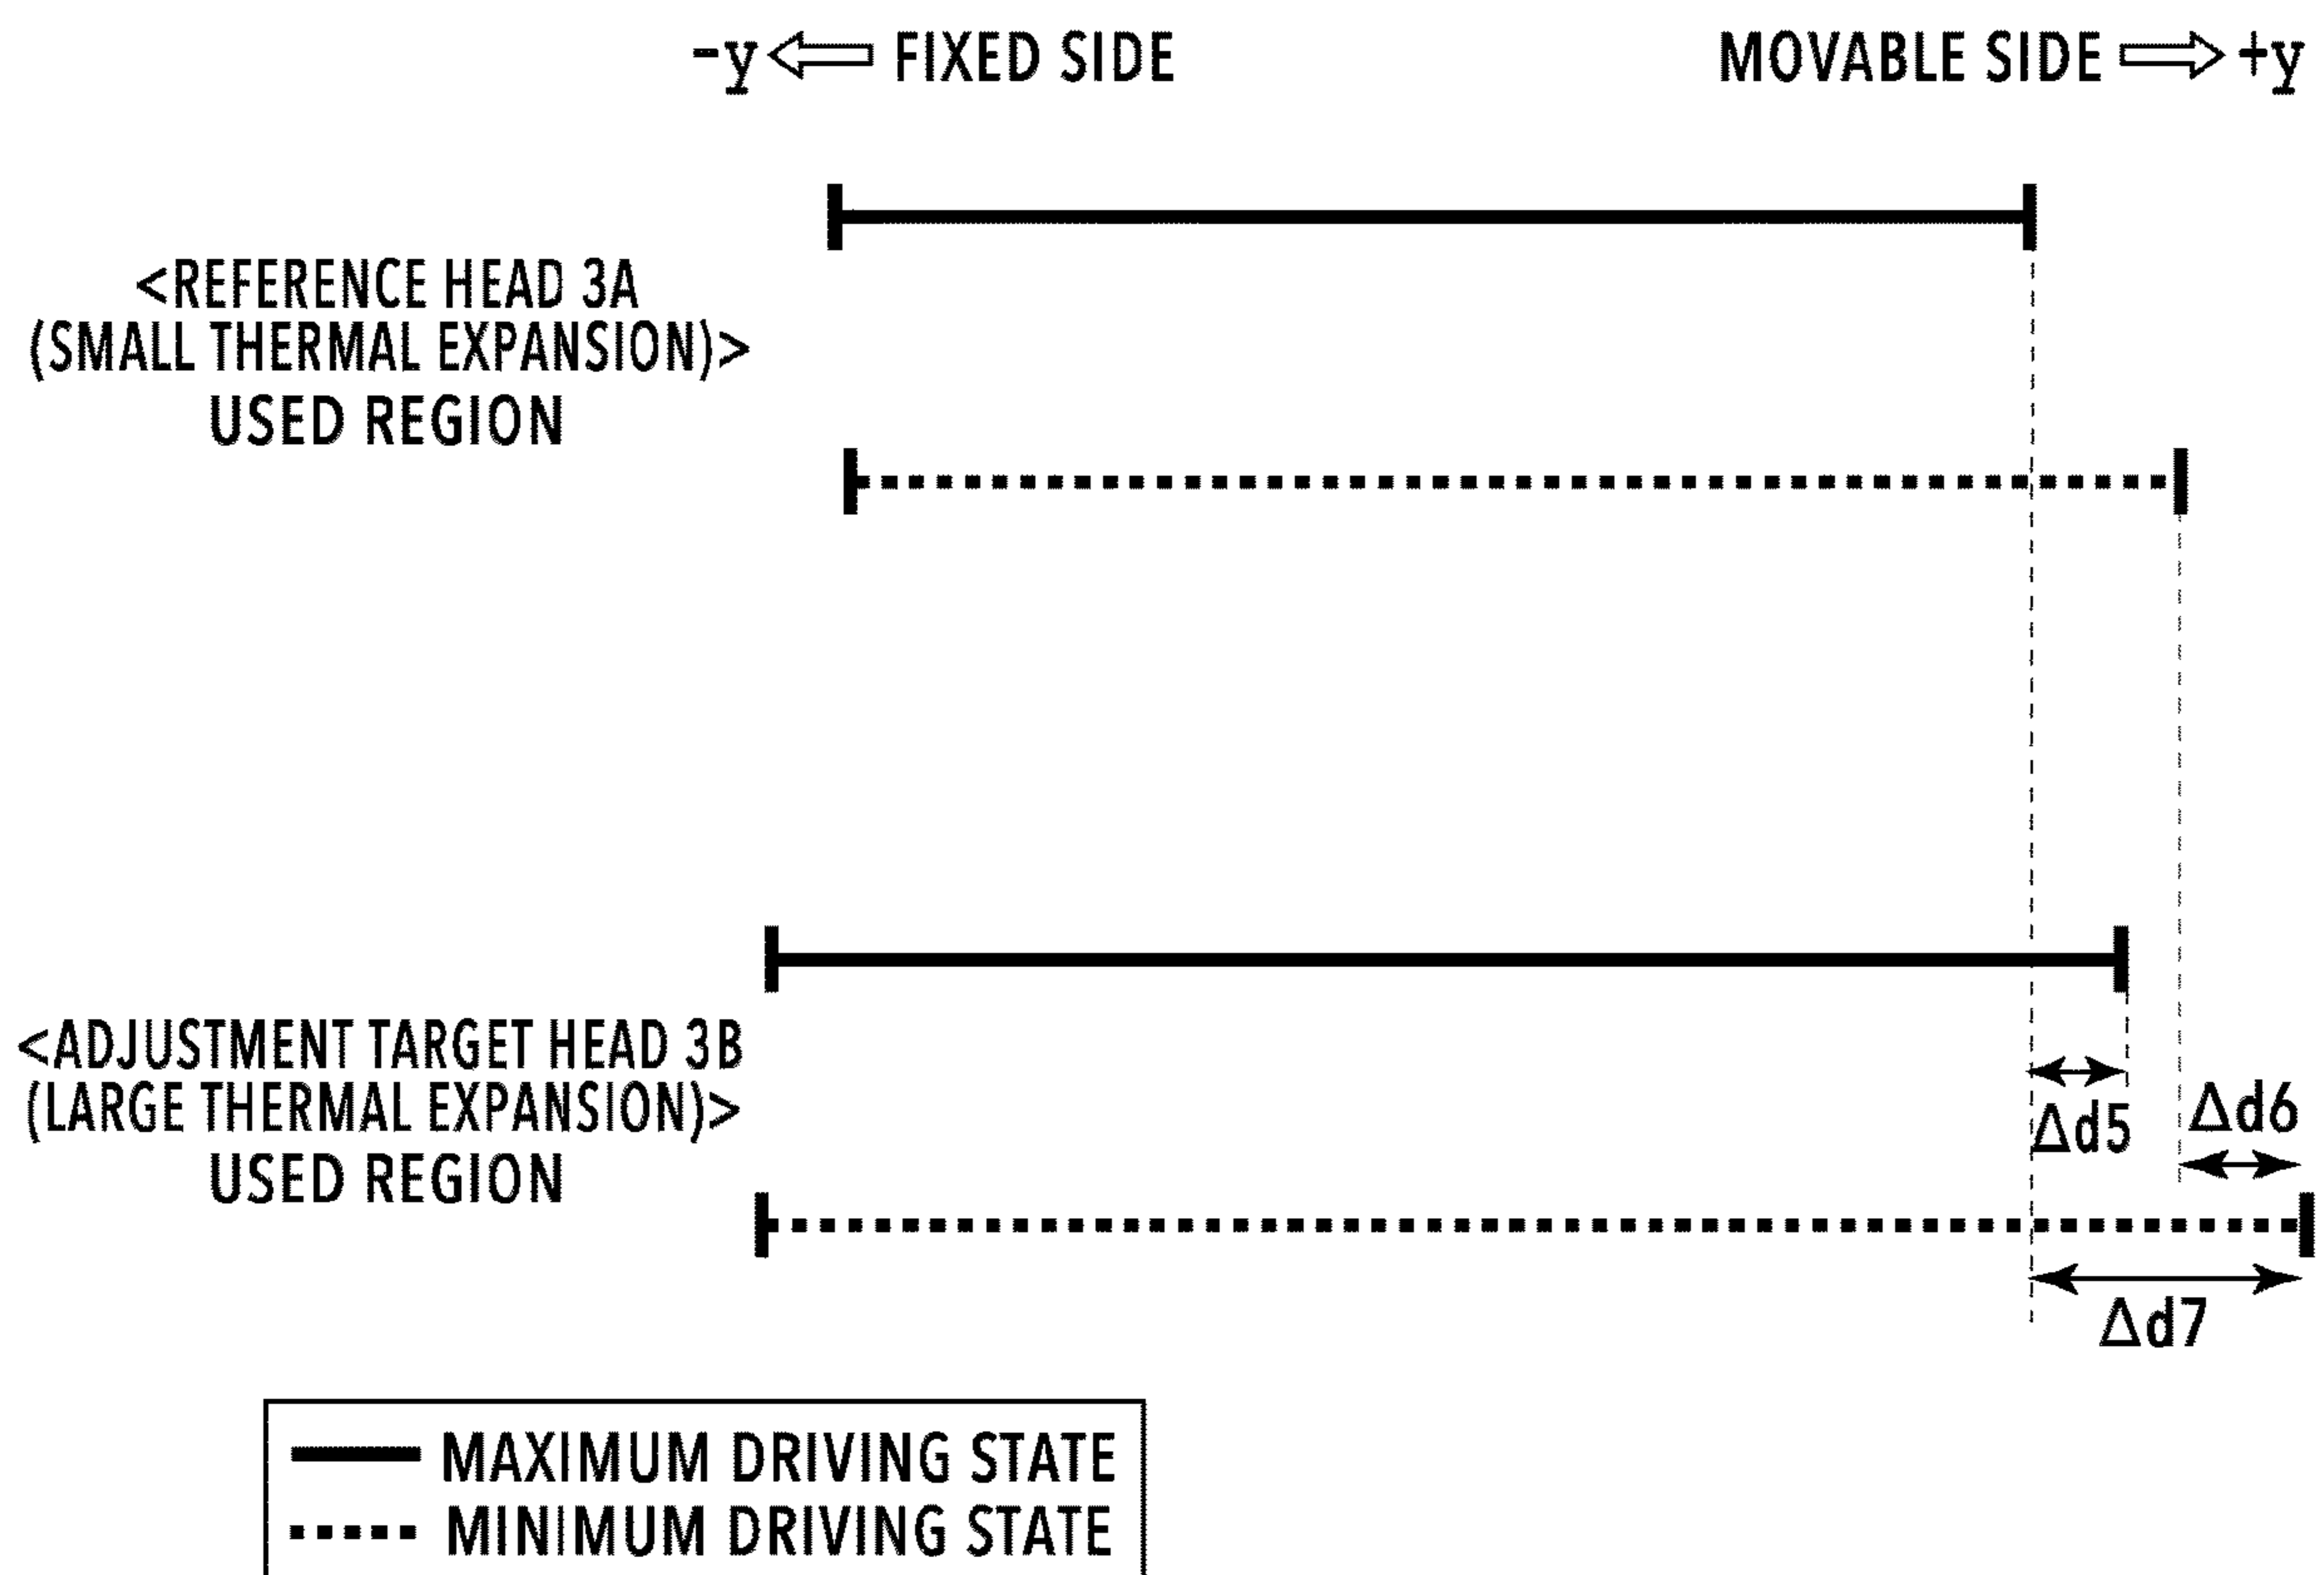 -y FIXED SIDE
MOVABLE SIDE +y
<REFERENCE HEAD 3A
(SMALL THERMAL EXPANSION)>
USED REGION
<ADJUSTMENT TARGET HEAD 3B
(LARGE THERMAL EXPANSION)>
USED REGION
Δd5
Δd6
Δd7
MAXIMUM DRIVING STATE
MINIMUM DRIVING STATE